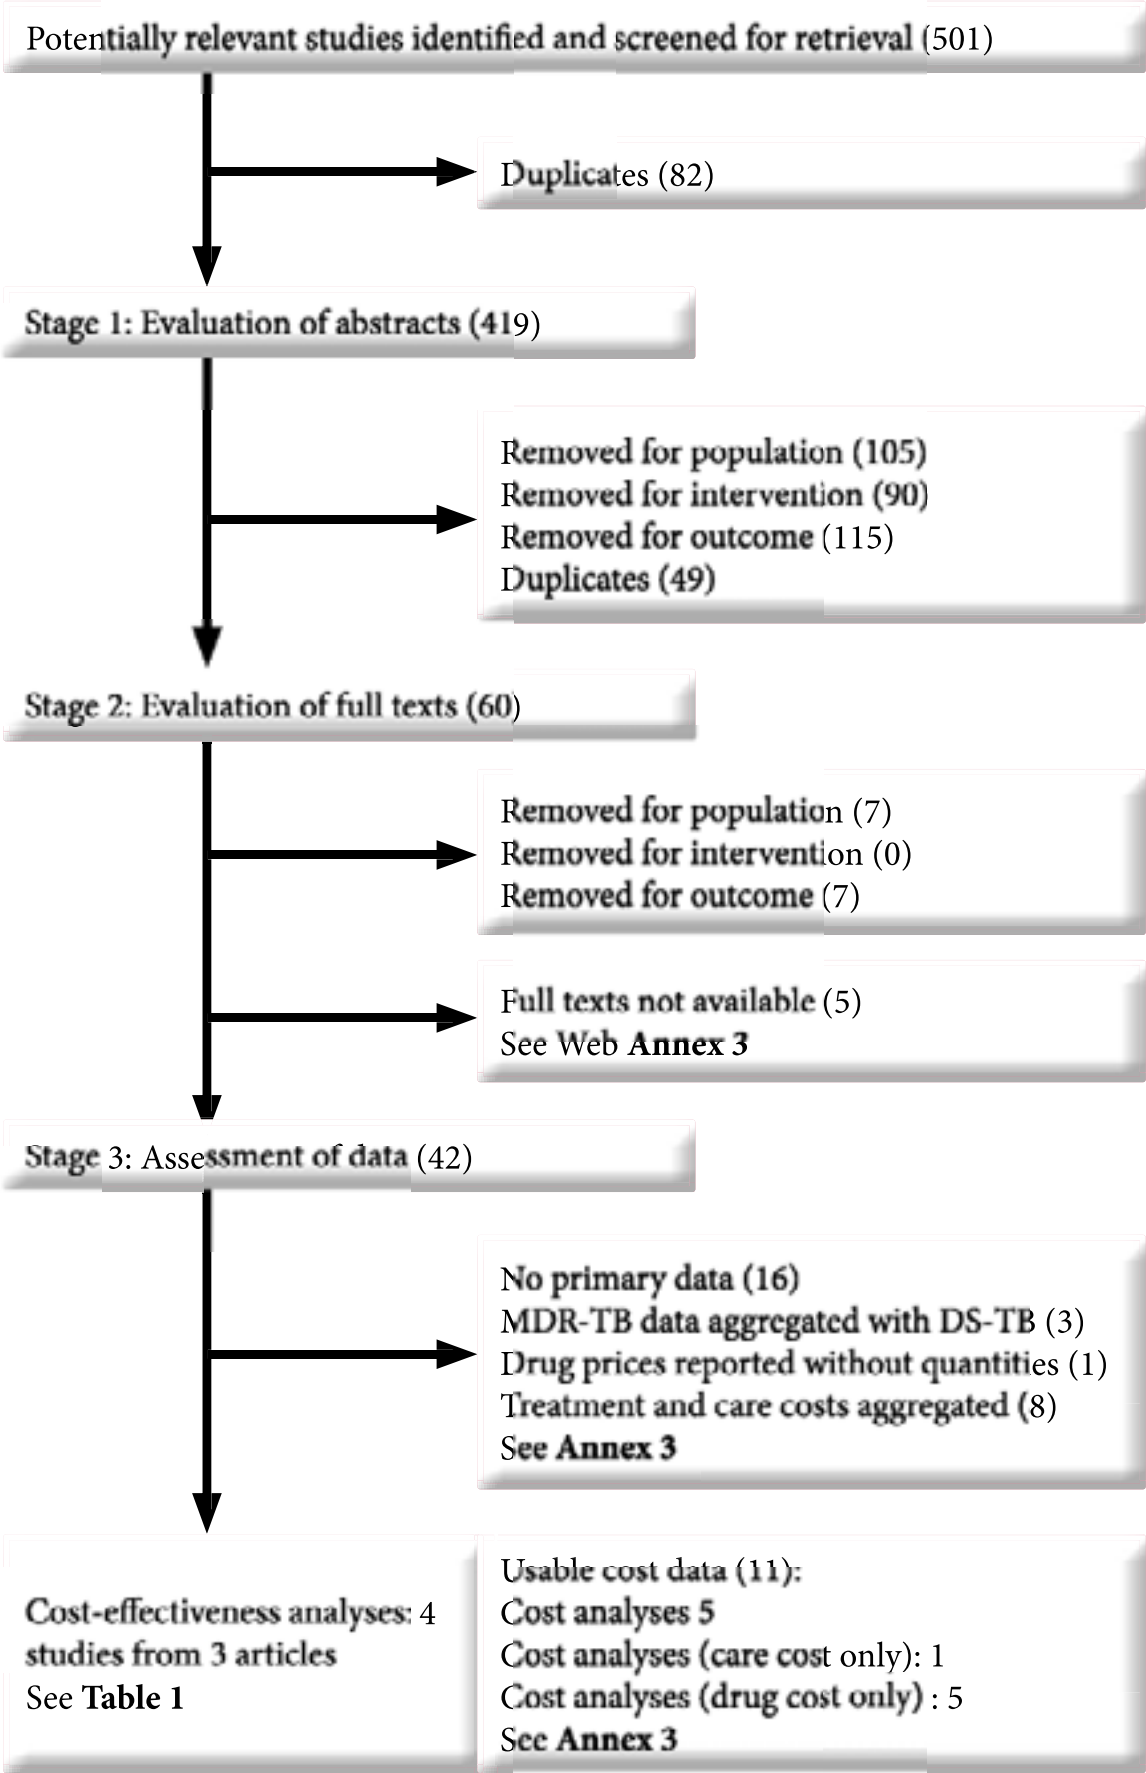 Potentially relevant studies identified and screened for retrieval (501)
Duplicates (82)
Stage 1: Evaluation of abstracts (419)
Removed for population (105)
Removed for intervention (90)
Removed for outcome (115)
Duplicates (49)
Stage 2: Evaluation of full texts (60)
Removed for population (7)
Removed for intervention (0)
Removed for outcome (7)
Full texts not available (5)
See Web Annex 3
Stage 3: Assessment of data (42)
No primary data (16)
MDR-TB data aggregated with DS-TB (3)
Drug prices reported without quantities (1)
Treatment and care costs aggregated (8)
See Annex 3
Cost-effectiveness analyses: 4
studies from 3 articles
See Table 1
Usable cost data (11):
Cost analyses 5
Cost analyses (care cost only): 1
Cost analyses (drug cost only) : 5
See Annex 3